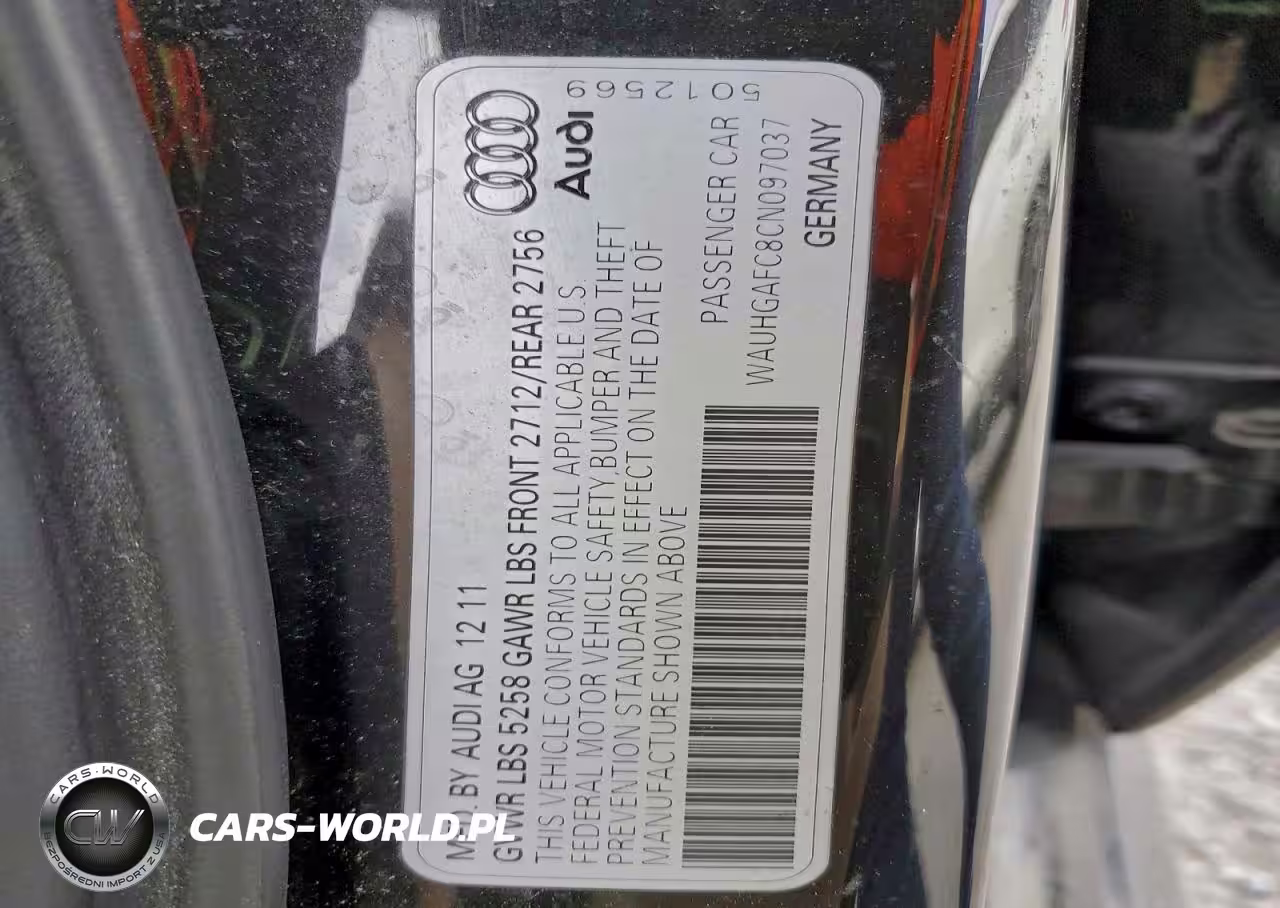 MF. BY AUDI AG 12 11
GVWR LBS 5258 GAWR LBS FRONT 2712/REAR 2756
THIS VEHICLE CONFORMS TO ALL APPLICABLE U.S.
FEDERAL MOTOR VEHICLE SAFETY,BUMPER AND THEFT
PREVENTION STANDARDS IN EFFECT ON THE DATE OF
MANUFACTURE SHOWN ABOVE
Audi
PASSENGER CAR
WAUHGAFC8CN097037
GERMANY
5012569
CARS-WORLD
CW
BEZPOŚREDNI IMPORT Z USA
CARS-WORLD.PL